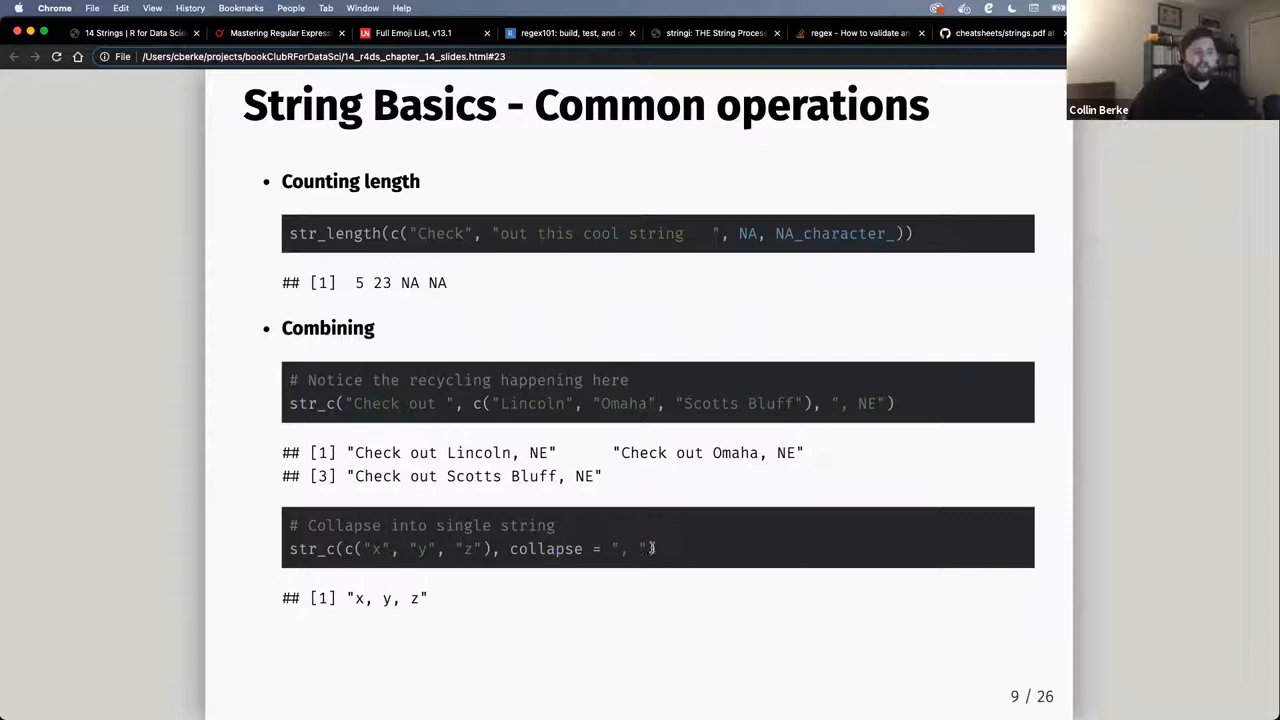 Chrome File Edit View History Bookmarks People Tab Window Help
14 Strings | R for Data Scie
Mastering Regular Express
Full Emoji List, v13.1
regex101: build, test, and d
stringi: THE String Process
regex - How to validate an
cheatsheets/strings.pdf at
File /Users/cberke/projects/bookClubRForDataSci/14_r4ds_chapter_14_slides.html#23
Collin Berke
String Basics - Common operations
• Counting length
str_length(c("Check", "out this cool string   ", NA, NA_character_))
## [1]  5 23 NA NA
• Combining
# Notice the recycling happening here
str_c("Check out ", c("Lincoln", "Omaha", "Scotts Bluff"), ", NE")
## [1] "Check out Lincoln, NE"      "Check out Omaha, NE"
## [3] "Check out Scotts Bluff, NE"
# Collapse into single string
str_c(c("x", "y", "z"), collapse = ", ")
## [1] "x, y, z"
9 / 26